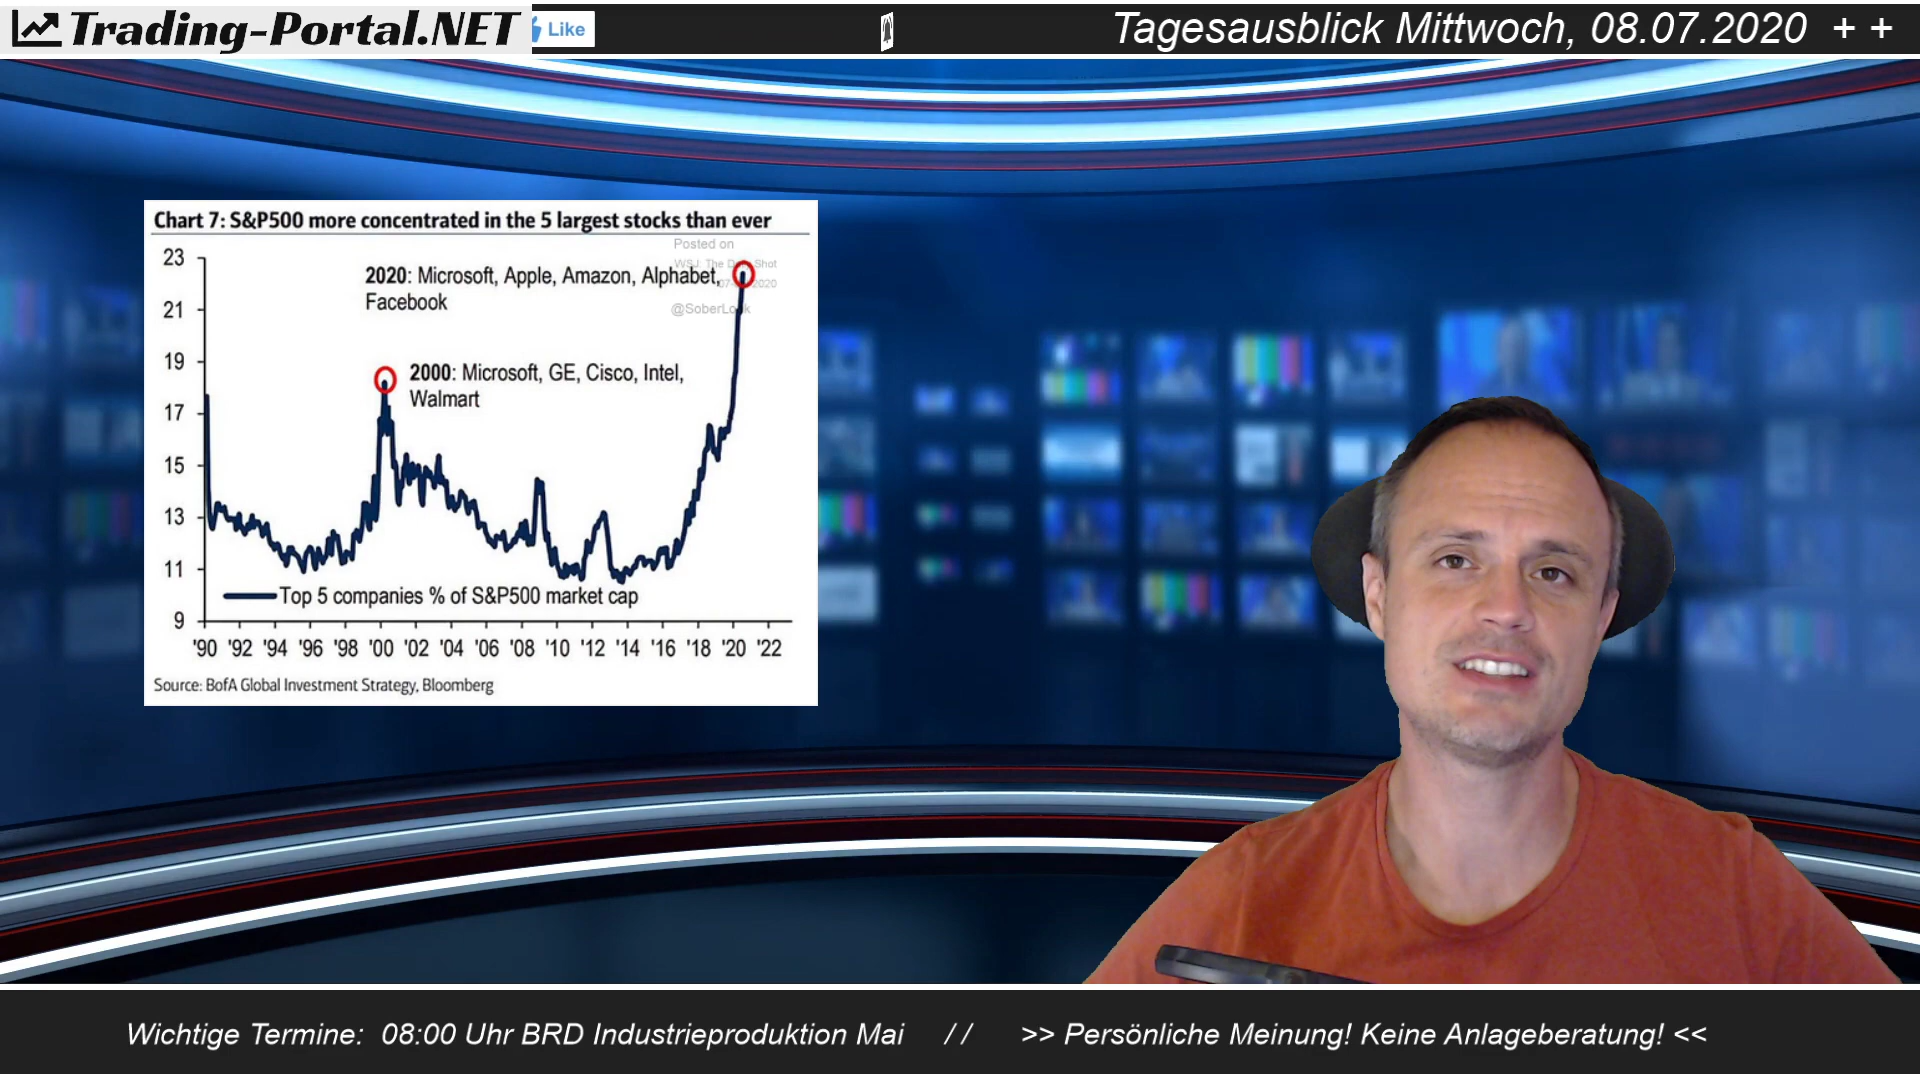 Trading-Portal.NET
Like
Tagesausblick Mittwoch, 08.07.2020 + +
Chart 7: S&P500 more concentrated in the 5 largest stocks than ever
Posted on
23
2020: Microsoft, Apple, Amazon, Alphabet,
Facebook
21
19
2000: Microsoft, GE, Cisco, Intel,
Walmart
17
15
13
11
Top 5 companies % of S&P500 market cap
9
'90 '92 '94 '96 '98 '00 '02 '04 '06 '08 '10 '12 '14 '16 '18 '20 '22
Source: BofA Global Investment Strategy, Bloomberg
Wichtige Termine: 08:00 Uhr BRD Industrieproduktion Mai // >> Persönliche Meinung! Keine Anlageberatung! <<